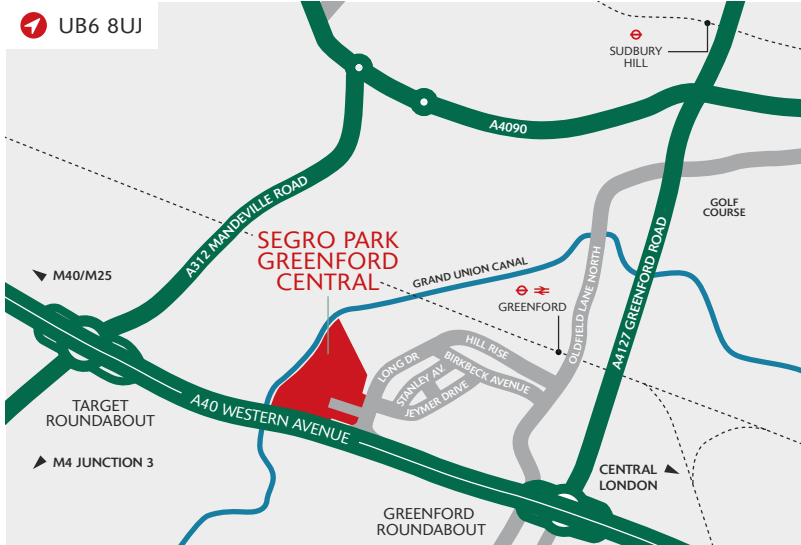 UB6 8UJ
SUDBURY
HILL
A4090
A312 MANDEVILLE ROAD
GOLF
COURSE
SEGRO PARK
GREENFORD
CENTRAL
M40/M25
GRAND UNION CANAL
GREENFORD
OLDFIELD LANE NORTH
A4127 GREENFORD ROAD
HILL RISE
LONG DR
BIRKBECK AVENUE
STANLEY AV.
JEYMER DRIVE
TARGET
ROUNDABOUT
A40 WESTERN AVENUE
M4 JUNCTION 3
CENTRAL
LONDON
GREENFORD
ROUNDABOUT